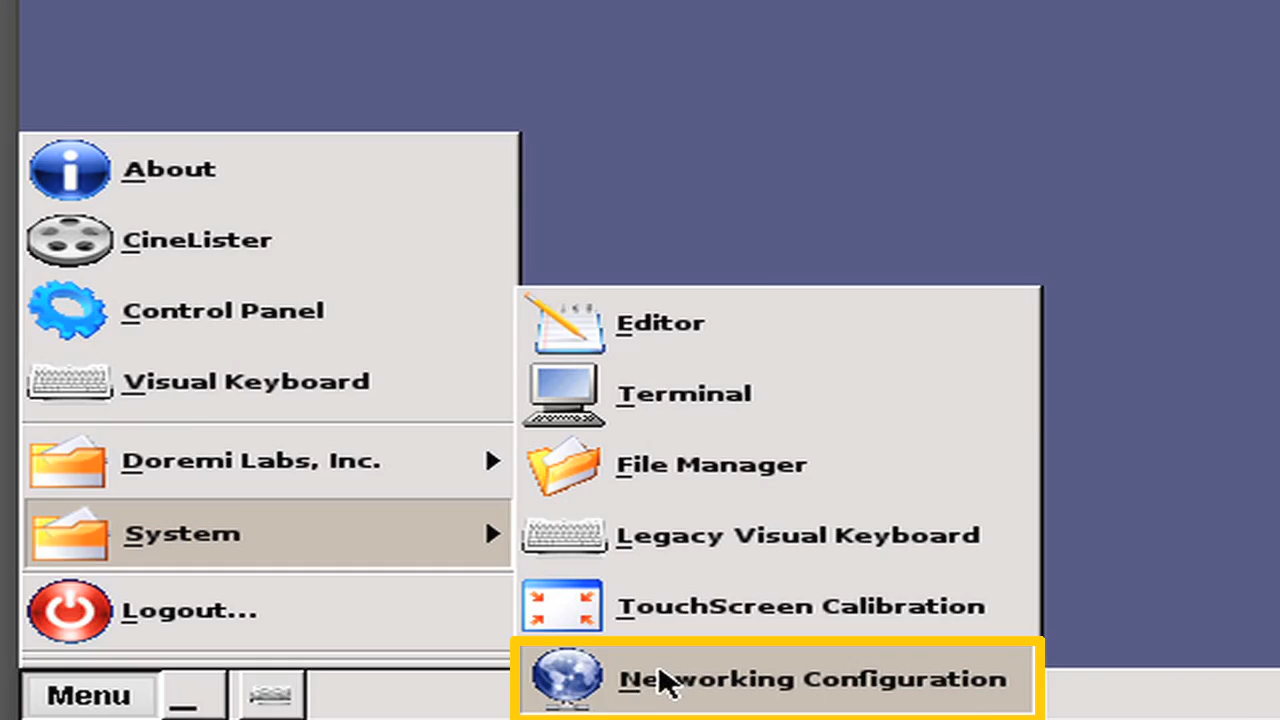 About
CineLister
Control Panel
Visual Keyboard
Doremi Labs, Inc.
System
Logout...
Editor
Terminal
File Manager
Legacy Visual Keyboard
TouchScreen Calibration
Networking Configuration
Menu